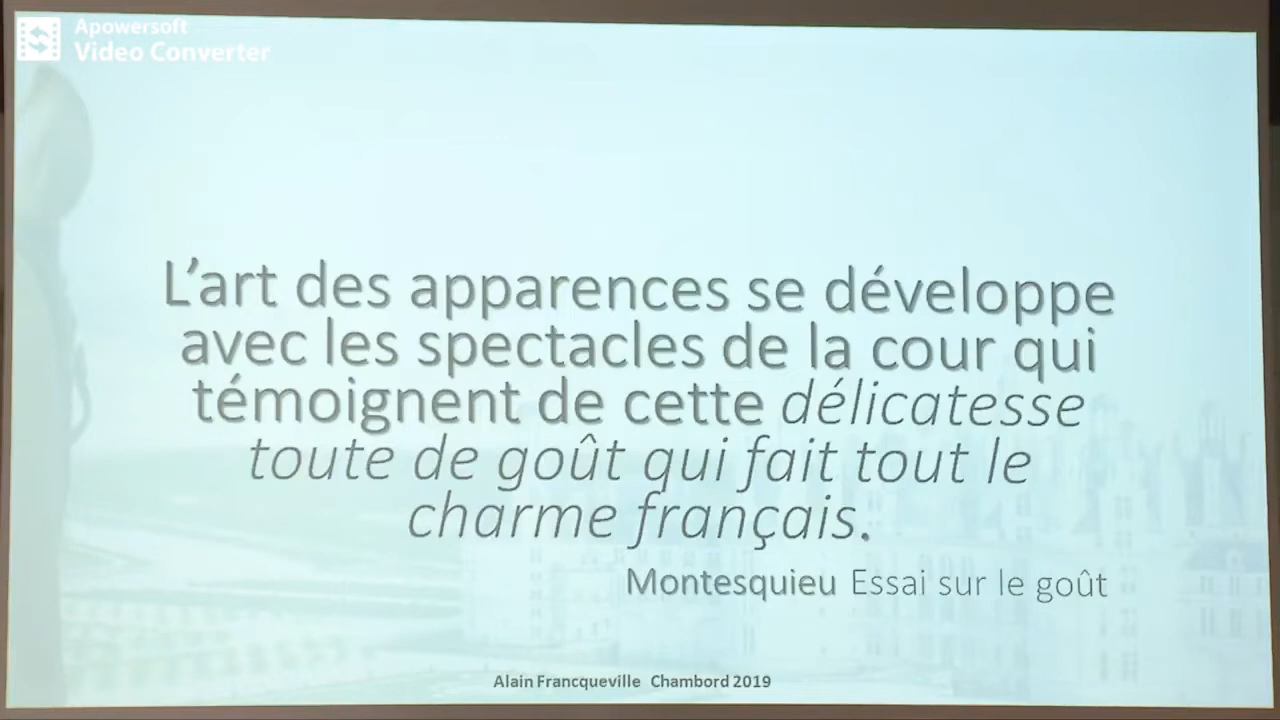 Apowersoft
Video Converter
L’art des apparences se développe
avec les spectacles de la cour qui
témoignent de cette délicatesse
toute de goût qui fait tout le
charme français.
Montesquieu Essai sur le goût
Alain Francqueville Chambord 2019